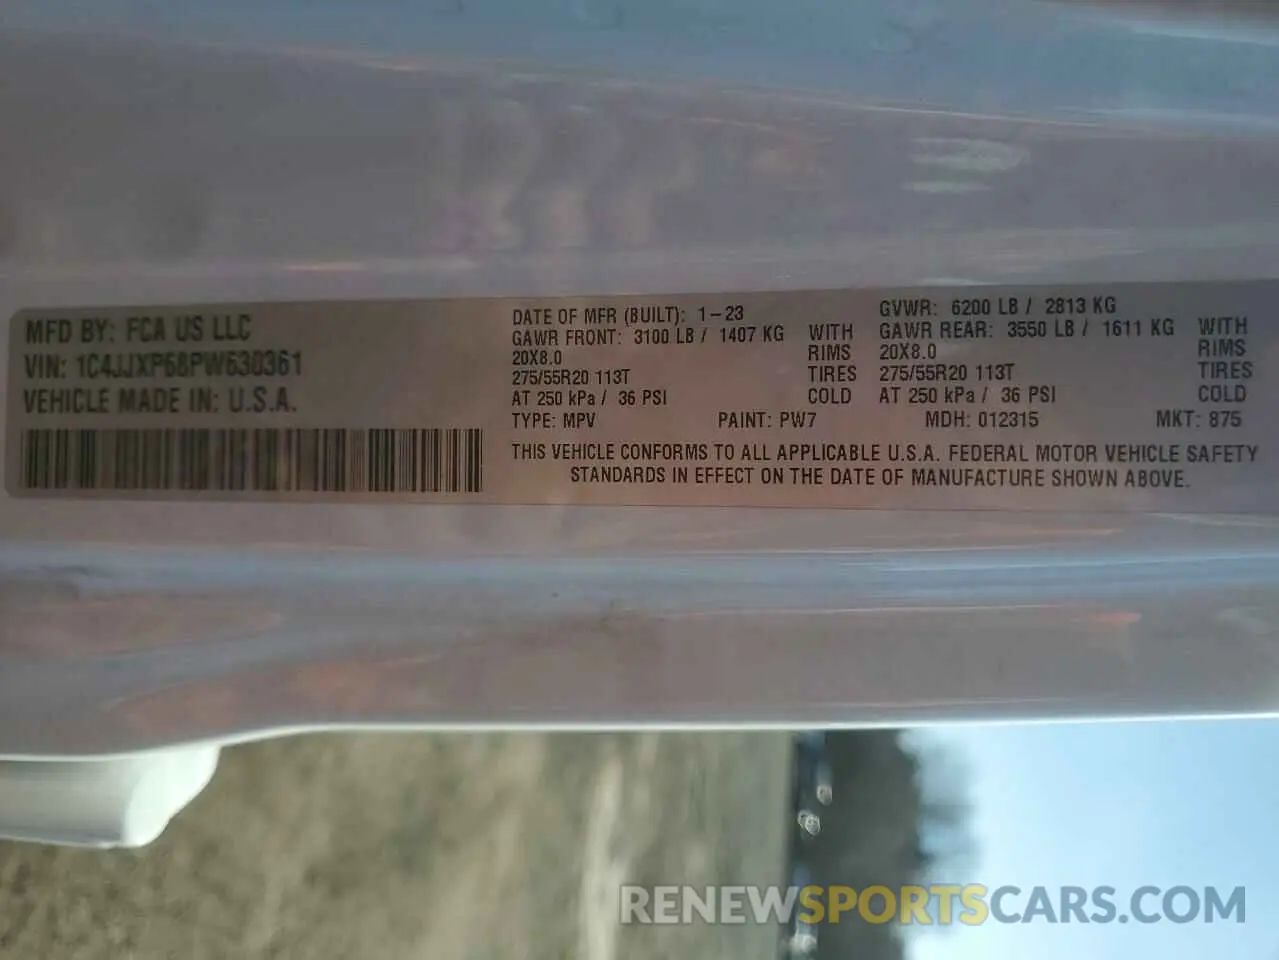 MFD BY: FCA US LLC
VIN: 1C4JJXP68PW630361
VEHICLE MADE IN: U.S.A.
DATE OF MFR (BUILT): 1-23 GVWR: 6200 LB / 2813 KG
GAWR FRONT: 3100 LB / 1407 KG WITH GAWR REAR: 3550 LB / 1611 KG WITH
20X8.0 RIMS 20X8.0 RIMS
275/55R20 113T TIRES 275/55R20 113T TIRES
AT 250 kPa / 36 PSI COLD AT 250 kPa / 36 PSI COLD
TYPE: MPV PAINT: PW7 MDH: 012315 MKT: 875
THIS VEHICLE CONFORMS TO ALL APPLICABLE U.S.A. FEDERAL MOTOR VEHICLE SAFETY
STANDARDS IN EFFECT ON THE DATE OF MANUFACTURE SHOWN ABOVE.
RENEWSPORTSCARS.COM